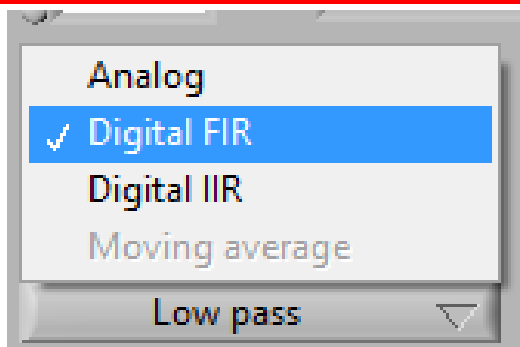 Analog
Digital FIR
Digital IIR
Moving average
Low pass